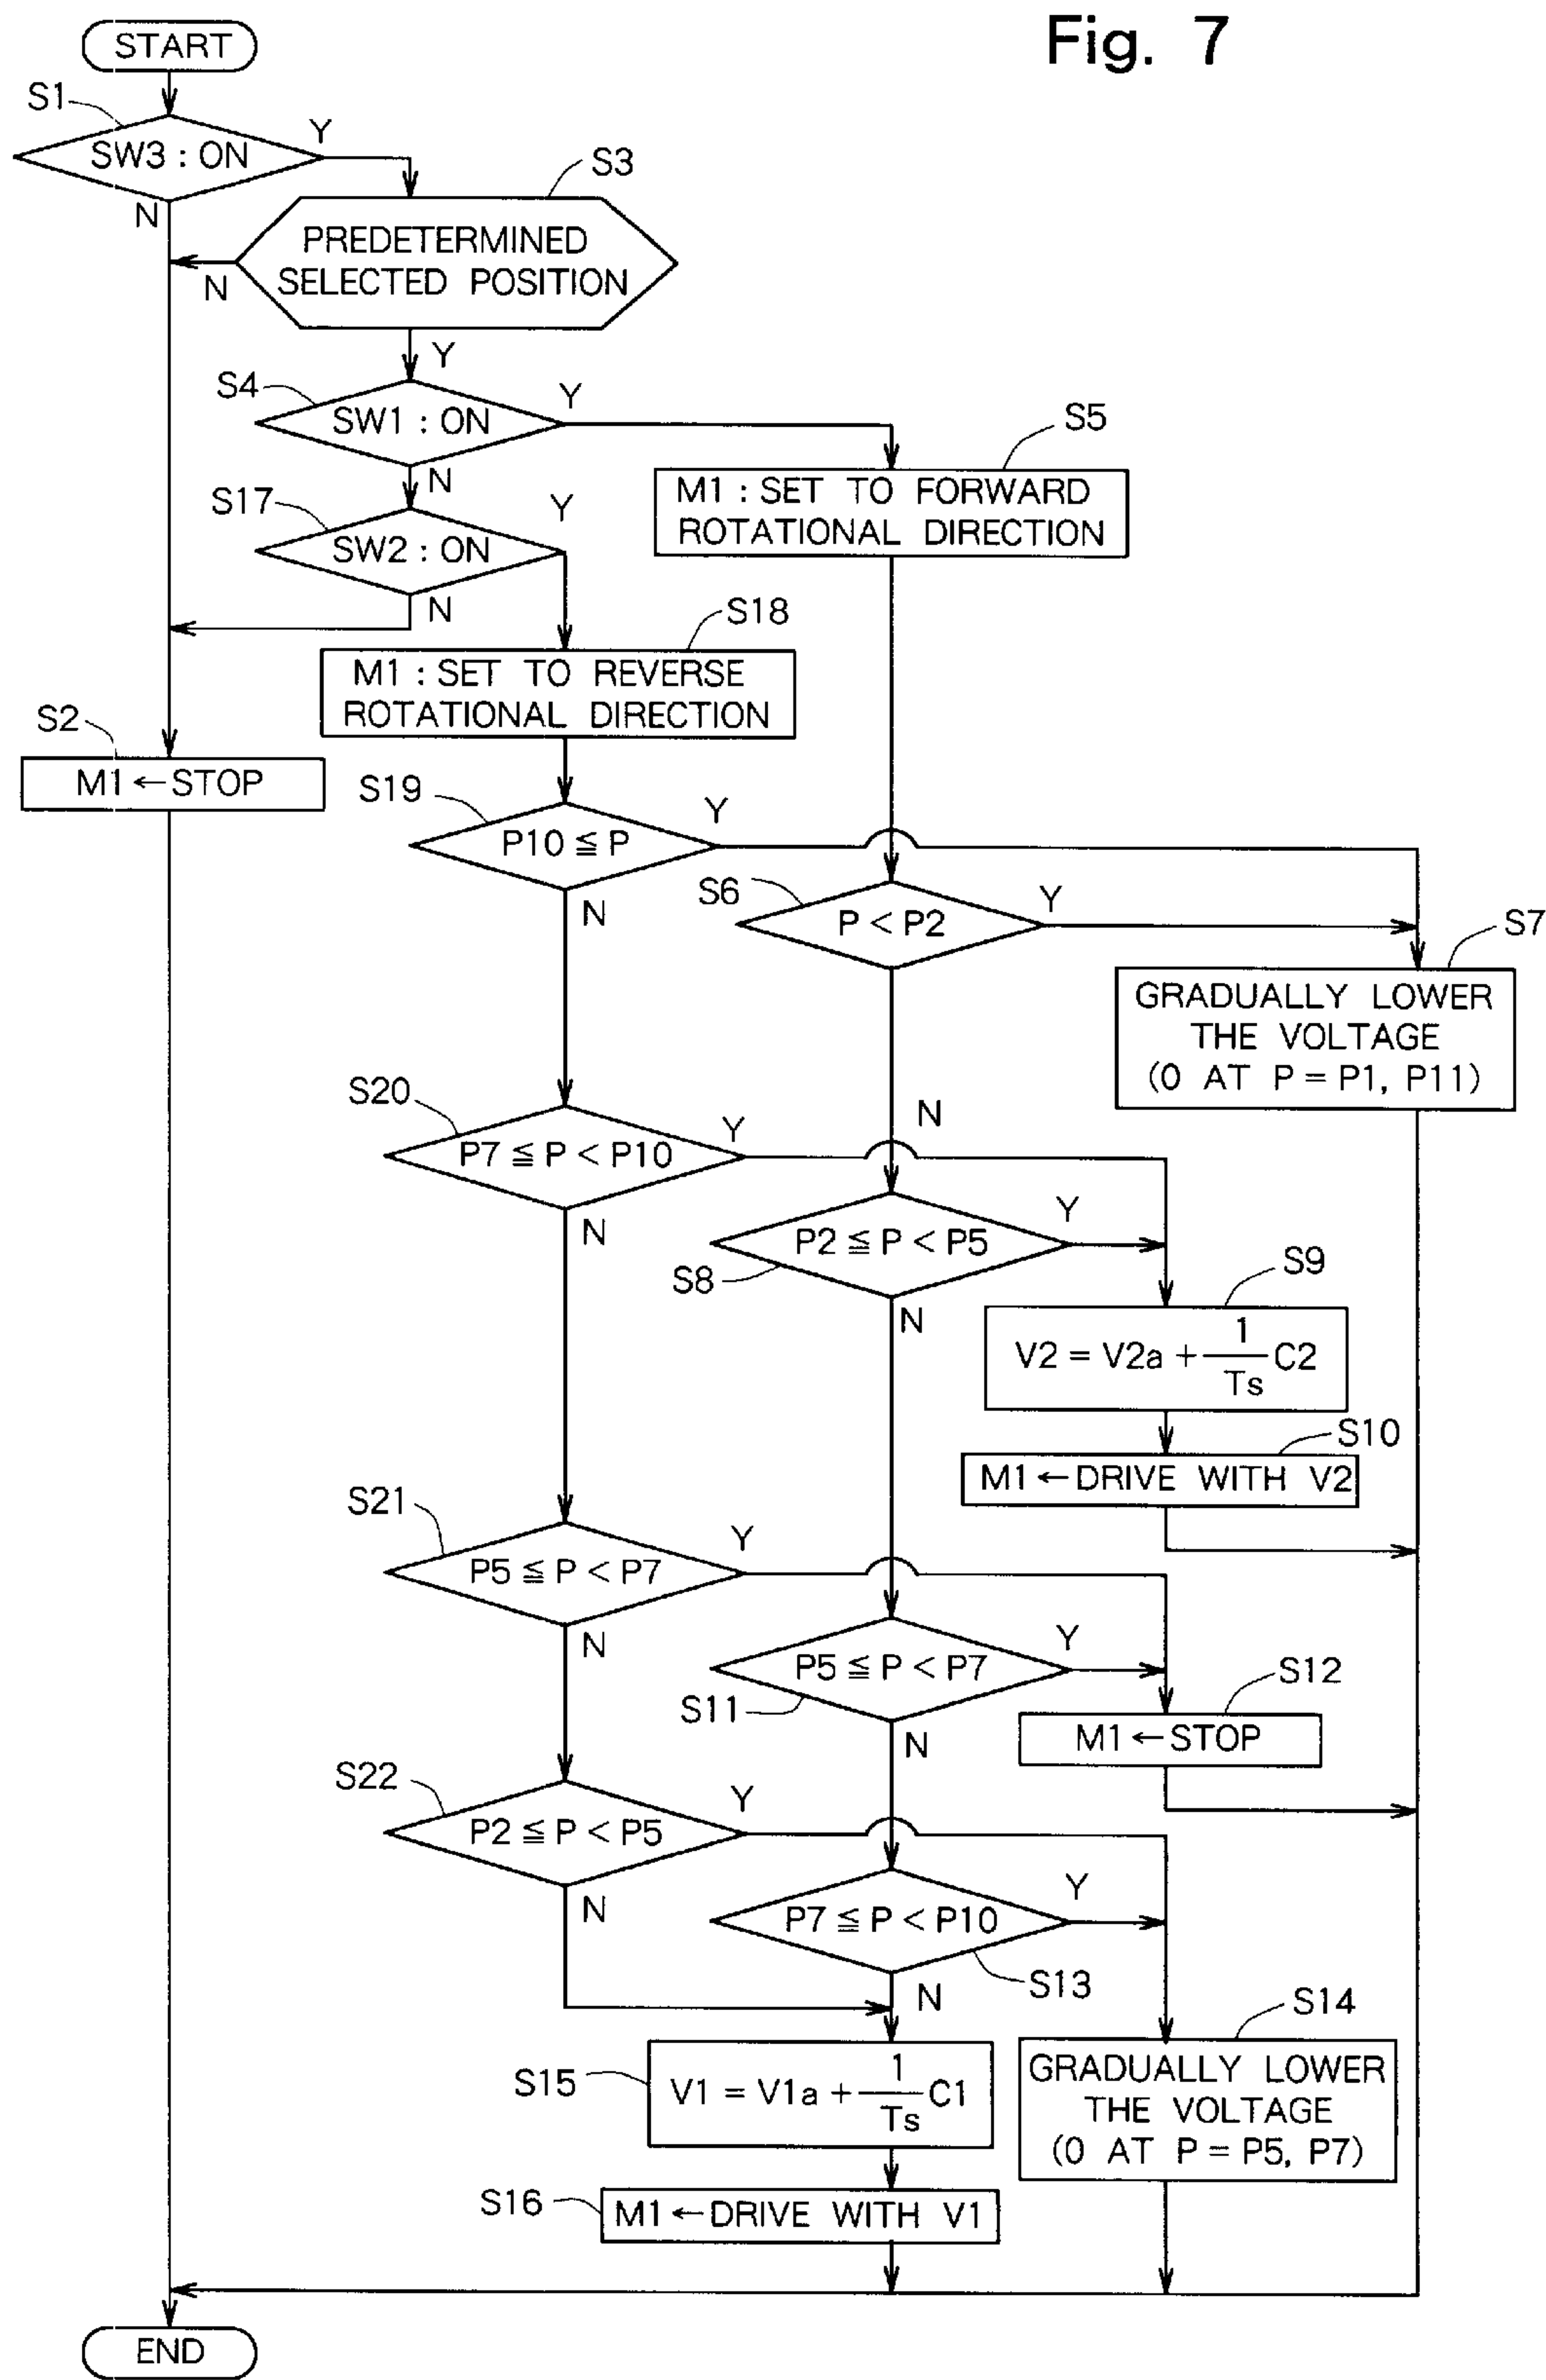 Fig. 7
START
S1
SW3 : ON
Y
N
S3
PREDETERMINED
SELECTED POSITION
N
Y
S4
SW1 : ON
Y
N
S5
M1 : SET TO FORWARD
ROTATIONAL DIRECTION
S17
SW2 : ON
Y
N
S18
M1 : SET TO REVERSE
ROTATIONAL DIRECTION
S2
M1 ← STOP
S19
P10 ≦ P
Y
N
S6
P < P2
Y
N
S7
GRADUALLY LOWER
THE VOLTAGE
(0 AT P = P1, P11)
S20
P7 ≦ P < P10
Y
N
S8
P2 ≦ P < P5
Y
N
S9
V2 = V2a + 1/Ts C2
S10
M1 ← DRIVE WITH V2
S21
P5 ≦ P < P7
Y
N
S11
P5 ≦ P < P7
Y
N
S12
M1 ← STOP
S22
P2 ≦ P < P5
Y
N
S13
P7 ≦ P < P10
Y
N
S14
GRADUALLY LOWER
THE VOLTAGE
(0 AT P = P5, P7)
S15
V1 = V1a + 1/Ts C1
S16
M1 ← DRIVE WITH V1
END